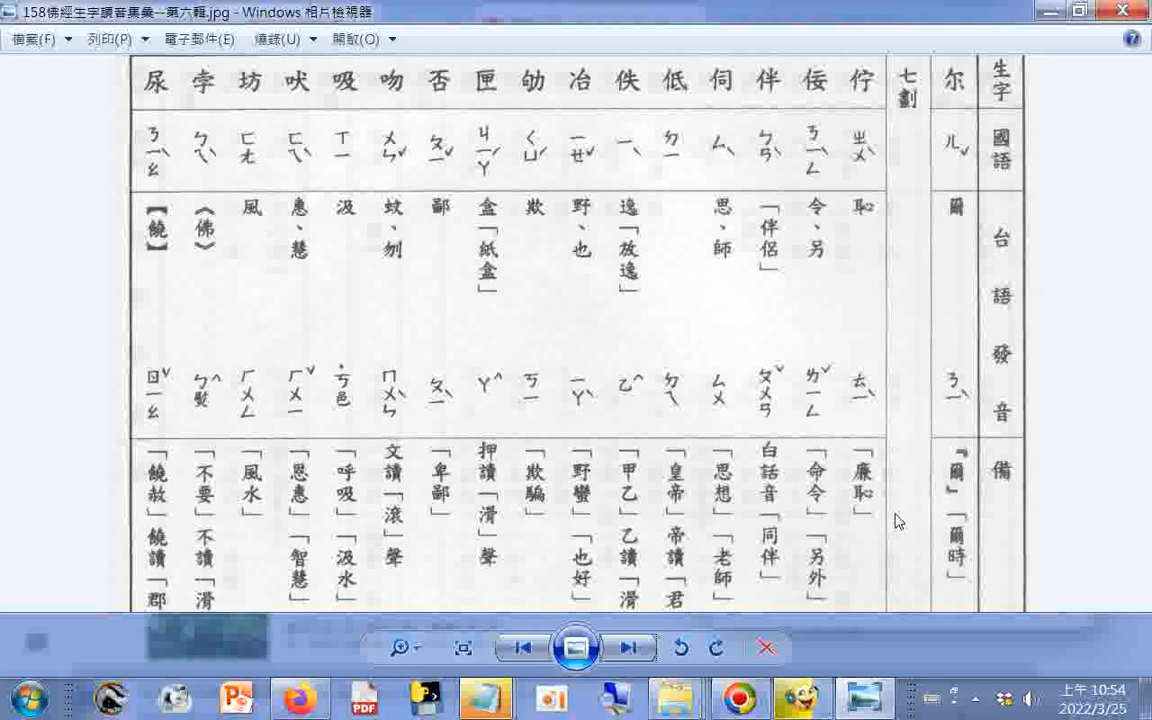 158佛經生字讀音彙彙--第六輯.jpg - Windows 相片檢視器
檔案(F) 列印(P) 電子郵件(E) 燒錄(U) 開啟(O)
生字 國語 台語發音 備
尔 ㄦˇ 爾 ㄋㄧˋ 『爾』「爾時」
七劃
佇 ㄓㄨˋ 恥 ㄊㄧˋ 「廉恥」
佞 ㄋㄧㄥˋ 令、另 ㄌㄧㄥˇ 「命令」「另外」
伴 ㄅㄢˋ 「伴侶」 ㄆㄨㄢˇ 白話音「同伴」
伺 ㄙˋ 思、師 ㄙㄨ 「思想」「老師」
低 ㄉㄧ ㄉㄟˋ 「皇帝」帝讀「君
佚 ㄧˋ 逸「放逸」 ㄛ^ 「甲乙」乙讀「滑
冶 ㄧㄝˇ 野、也 ㄧㄚˋ 「野蠻」「也好」
劬 ㄑㄩˊ 欺 ㄎㄧ 「欺騙」
匣 ㄐㄧㄚˊ 盒「紙盒」 ㄚ^ 押讀「滑」聲
否 ㄆㄧˇ 鄙 ㄆㄧˋ 「卑鄙」
吻 ㄨㄣˇ 蚊、刎 ㄇㄨㄣˋ 文讀「滾」聲
吸 ㄒㄧ 汲 ˙ㄎ邑 「呼吸」「汲水」
吠 ㄈㄟˋ 惠、慧 ㄏㄨㄧˇ 「恩惠」「智慧」
坊 ㄈㄤ 風 ㄏㄨㄥ 「風水」
孛 ㄅㄟˋ 《佛》 ㄅ熨^ 「不要」不讀「滑
尿 ㄋㄧㄠˋ 【饒】 ㄖㄧㄠˇ 「饒赦」饒讀「郡
上午 10:54
2022/3/25